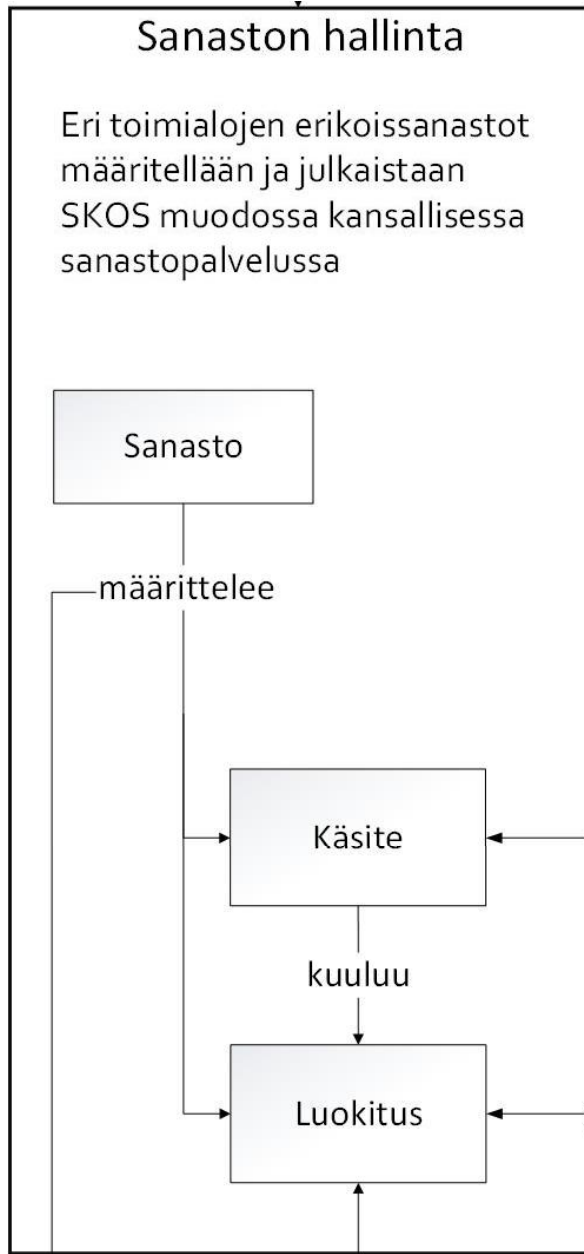 Sanaston hallinta
Eri toimialojen erikoissanastot
määritellään ja julkaistaan
SKOS muodossa kansallisessa
sanastopalvelussa
Sanasto
määrittelee
Käsite
kuuluu
Luokitus